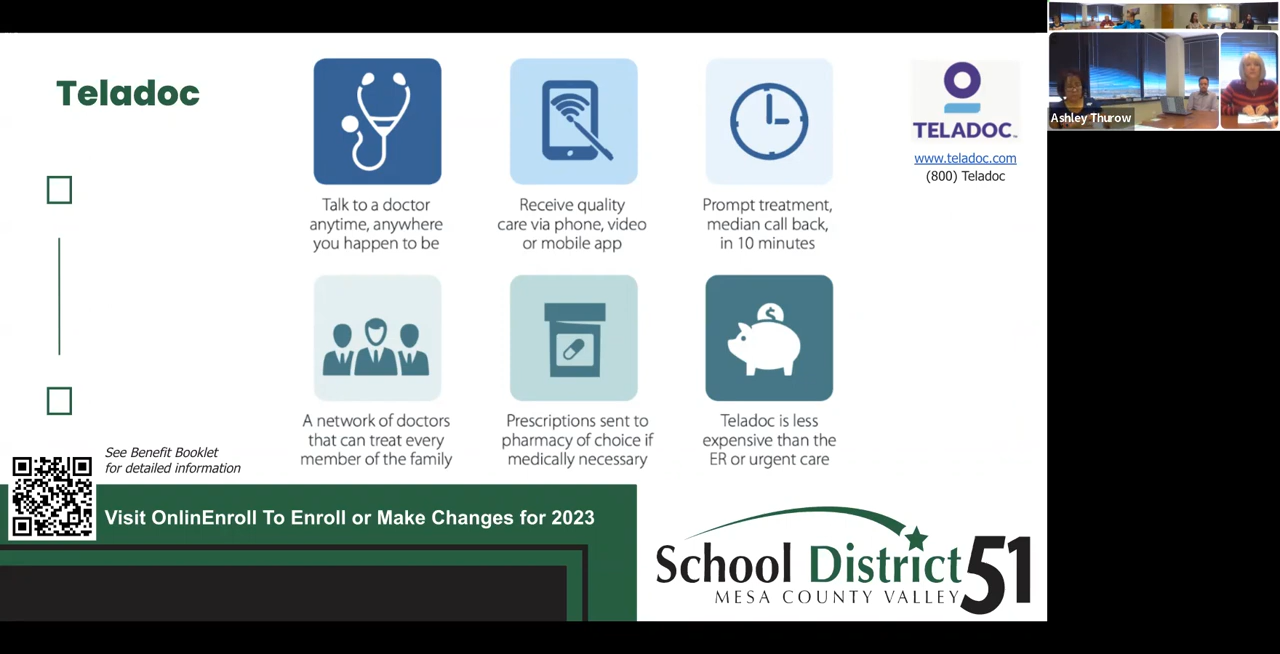 Teladoc
Talk to a doctor
anytime, anywhere
you happen to be
Receive quality
care via phone, video
or mobile app
Prompt treatment,
median call back,
in 10 minutes
A network of doctors
that can treat every
member of the family
Prescriptions sent to
pharmacy of choice if
medically necessary
Teladoc is less
expensive than the
ER or urgent care
TELADOC™
www.teladoc.com
(800) Teladoc
See Benefit Booklet
for detailed information
Visit OnlinEnroll To Enroll or Make Changes for 2023
School District 51
MESA COUNTY VALLEY
Ashley Thurow